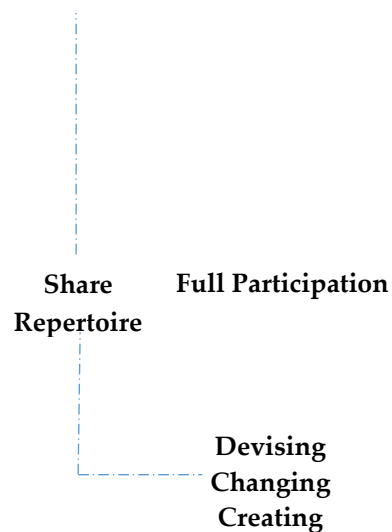 Share
Repertoire
Full Participation
Devising
Changing
Creating